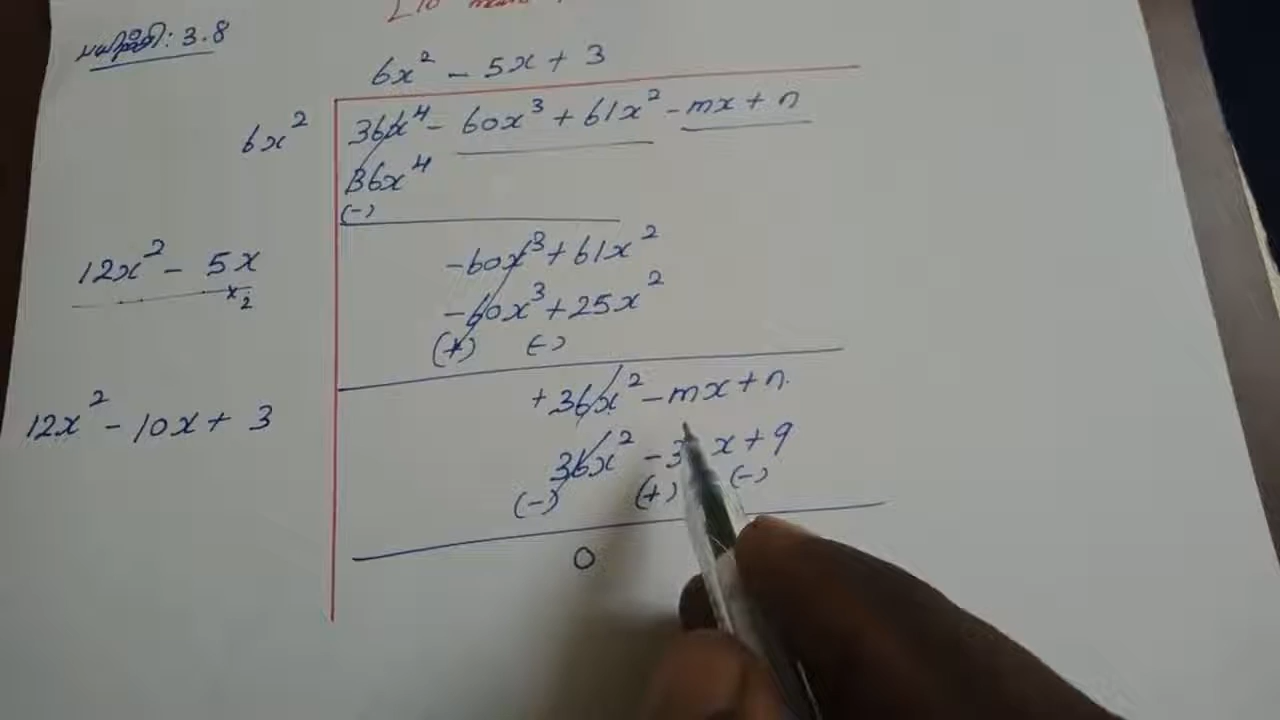 பயிற்சி: 3.8
6x² - 5x + 3
6x² 36x⁴ - 60x³ + 61x² - mx + n
36x⁴
(-)
12x² - 5x -60x³ + 61x²
x2 -60x³ + 25x²
(+) (-)
12x² - 10x + 3 +36x² - mx + n
36x² - 3 x + 9
(-) (+) (-)
0